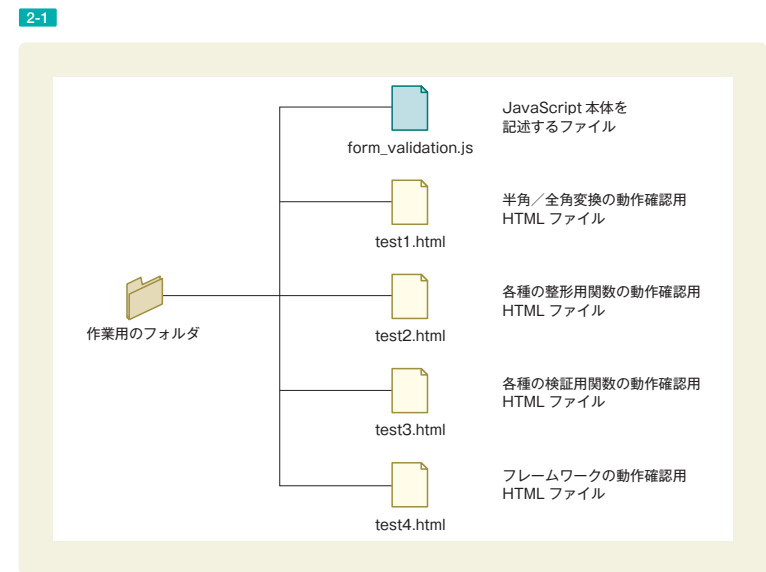 2-1
JavaScript 本体を
記述するファイル
form_validation.js
半角／全角変換の動作確認用
HTML ファイル
test1.html
各種の整形用関数の動作確認用
HTML ファイル
作業用のフォルダ
test2.html
各種の検証用関数の動作確認用
HTML ファイル
test3.html
フレームワークの動作確認用
HTML ファイル
test4.html